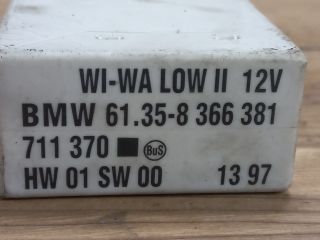 WI-WA LOW II 12V
BMW 61.35-8 366 381
711 370 BuS
HW 01 SW 00 13 97